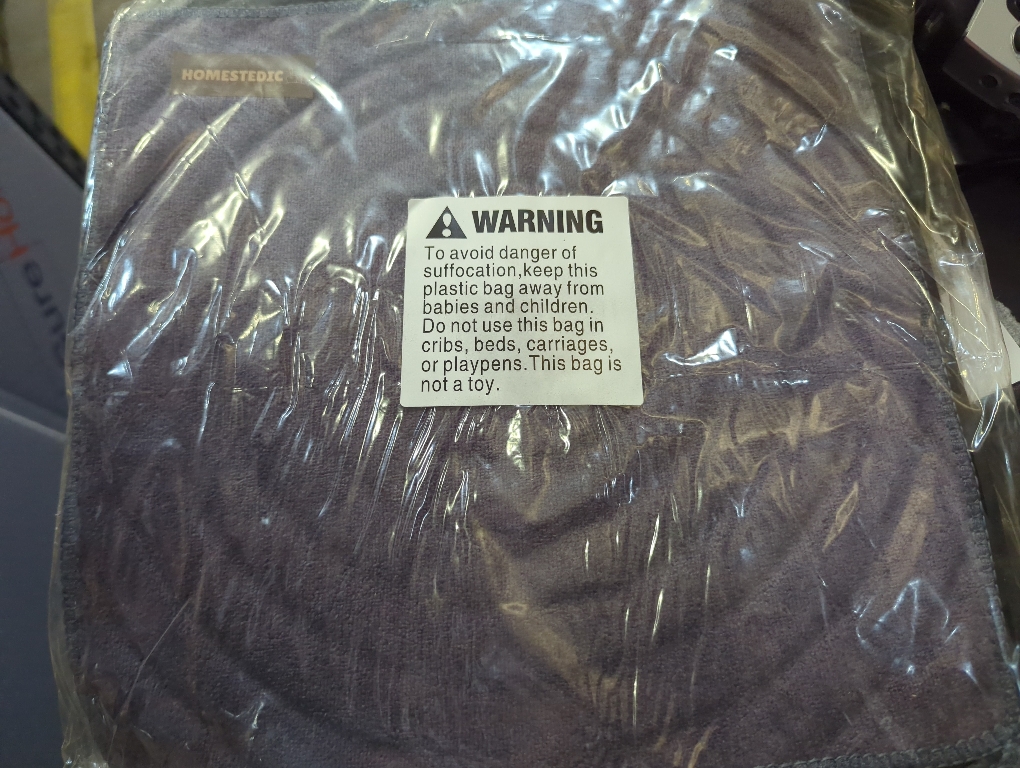 HOMESTEDIC
WARNING
To avoid danger of
suffocation,keep this
plastic bag away from
babies and children.
Do not use this bag in
cribs, beds, carriages,
or playpens.This bag is
not a toy.